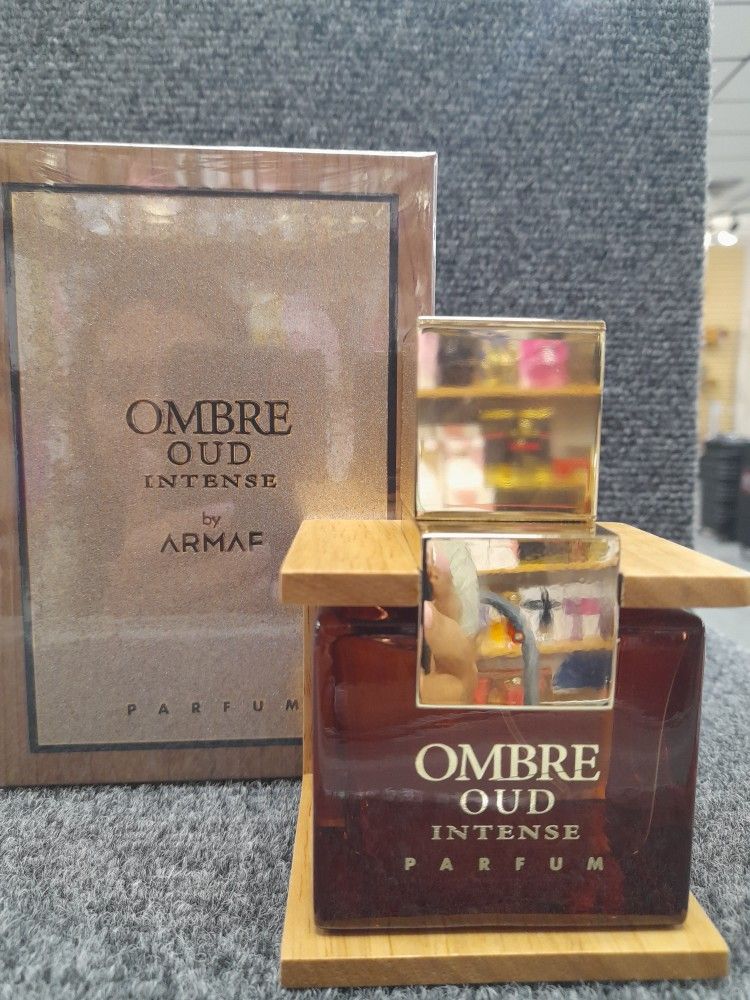 OMBRE
OUD
INTENSE
by
ARMAF
PARFUM
OMBRE
OUD
INTENSE
PARFUM